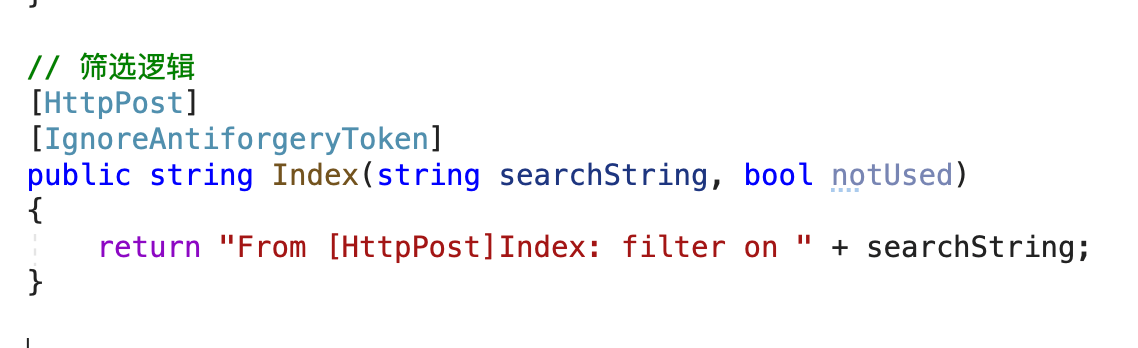 }
// 筛选逻辑
[HttpPost]
[IgnoreAntiforgeryToken]
public string Index(string searchString, bool notUsed)
{
return "From [HttpPost]Index: filter on " + searchString;
}